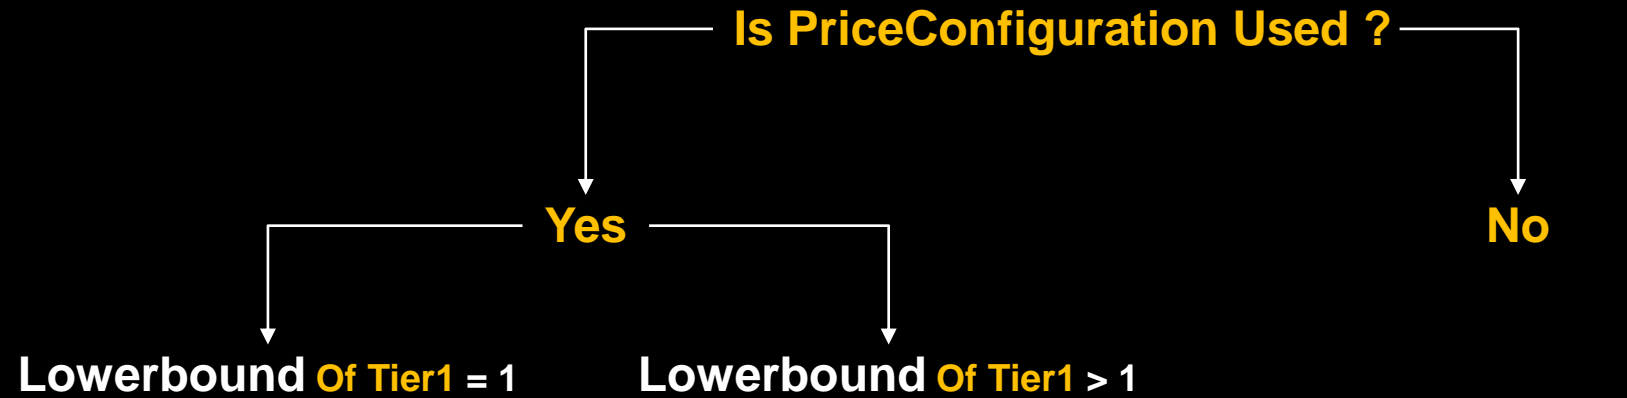 Is PriceConfiguration Used ?
Yes
No
Lowerbound Of Tier1 = 1
Lowerbound Of Tier1 > 1